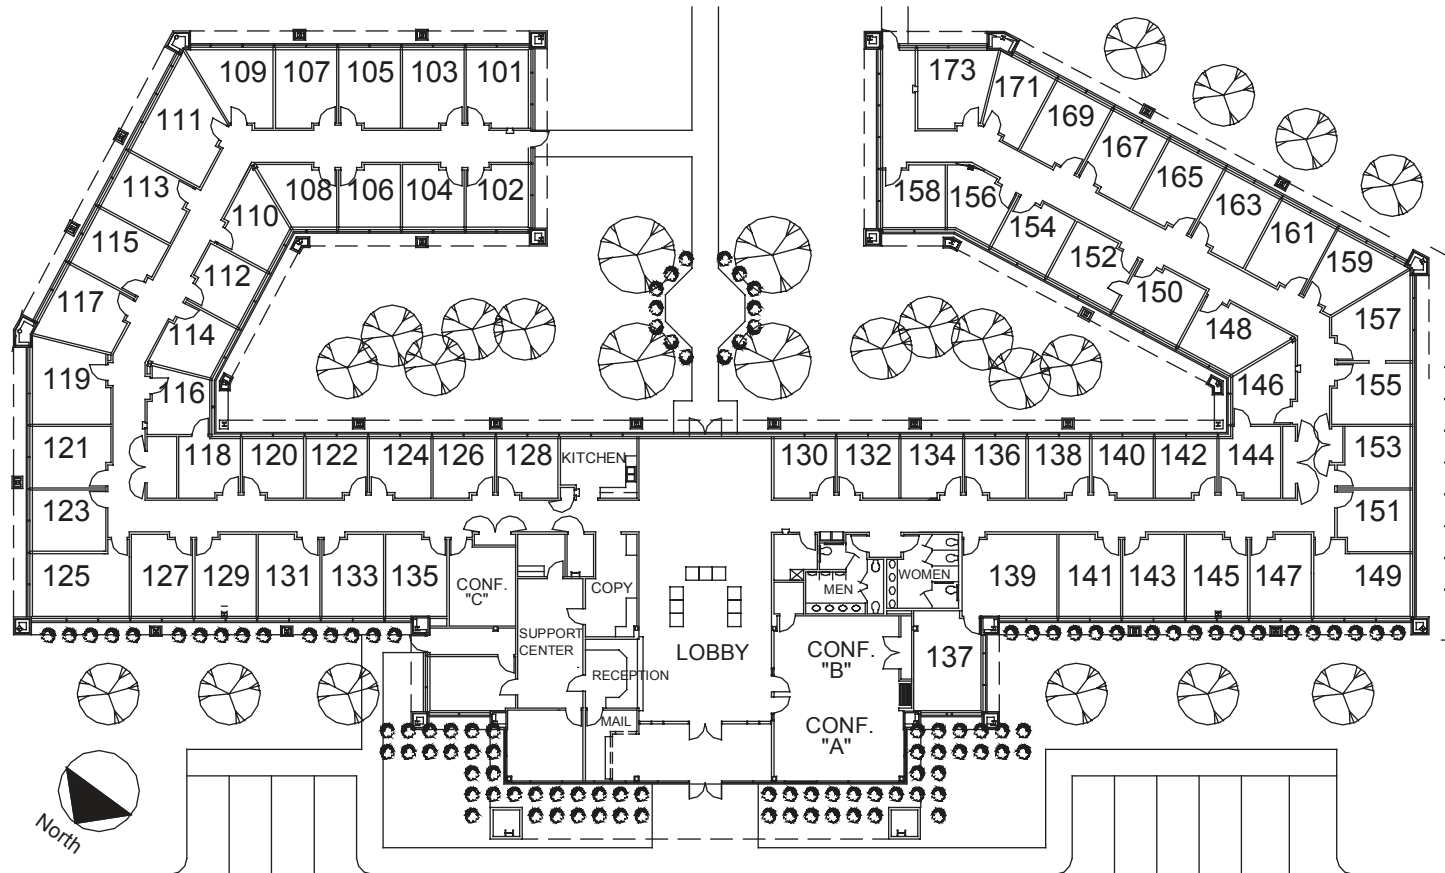 109 107 105 103 101
173
171
111
169
167
113
108 106 104 102
165
158 156
110
163
154
161
115
112
152
159
150
117
114
148
157
119
116
146
155
121
118 120 122 124 126 128
KITCHEN
130 132 134 136 138 140 142 144
153
123
151
125 127 129 131 133 135
CONF.
"C"
COPY
MEN
WOMEN
139 141 143 145 147 149
SUPPORT
CENTER
LOBBY
CONF.
"B"
137
RECEPTION
MAIL
CONF.
"A"
North